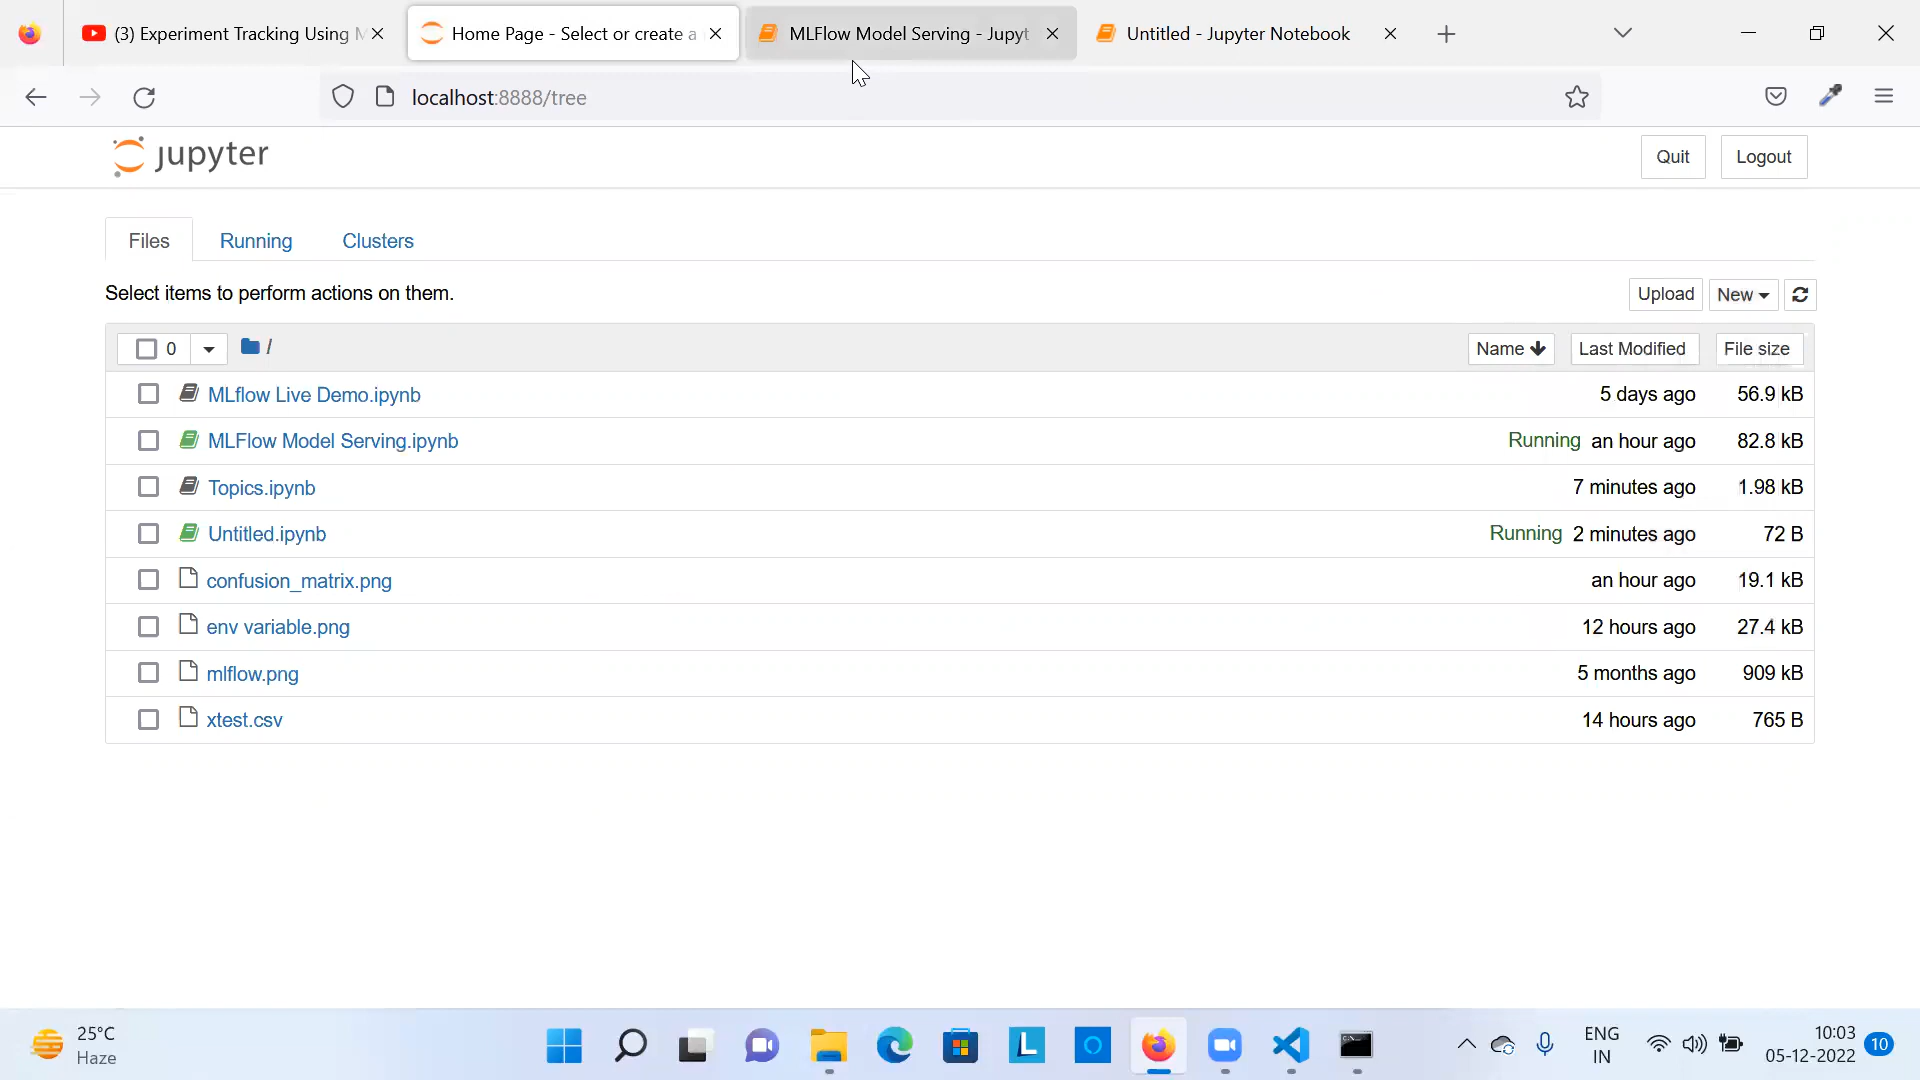 (3) Experiment Tracking Using M
Home Page - Select or create a
MLFlow Model Serving - Jupyt
Untitled - Jupyter Notebook
localhost:8888/tree
jupyter
Quit
Logout
Files
Running
Clusters
Select items to perform actions on them.
Upload
New
0
/
Name
Last Modified
File size
MLflow Live Demo.ipynb
5 days ago
56.9 kB
MLFlow Model Serving.ipynb
Running
an hour ago
82.8 kB
Topics.ipynb
7 minutes ago
1.98 kB
Untitled.ipynb
Running
2 minutes ago
72 B
confusion_matrix.png
an hour ago
19.1 kB
env variable.png
12 hours ago
27.4 kB
mlflow.png
5 months ago
909 kB
xtest.csv
14 hours ago
765 B
25°C
Haze
L
O
ENG
IN
10:03
05-12-2022
10